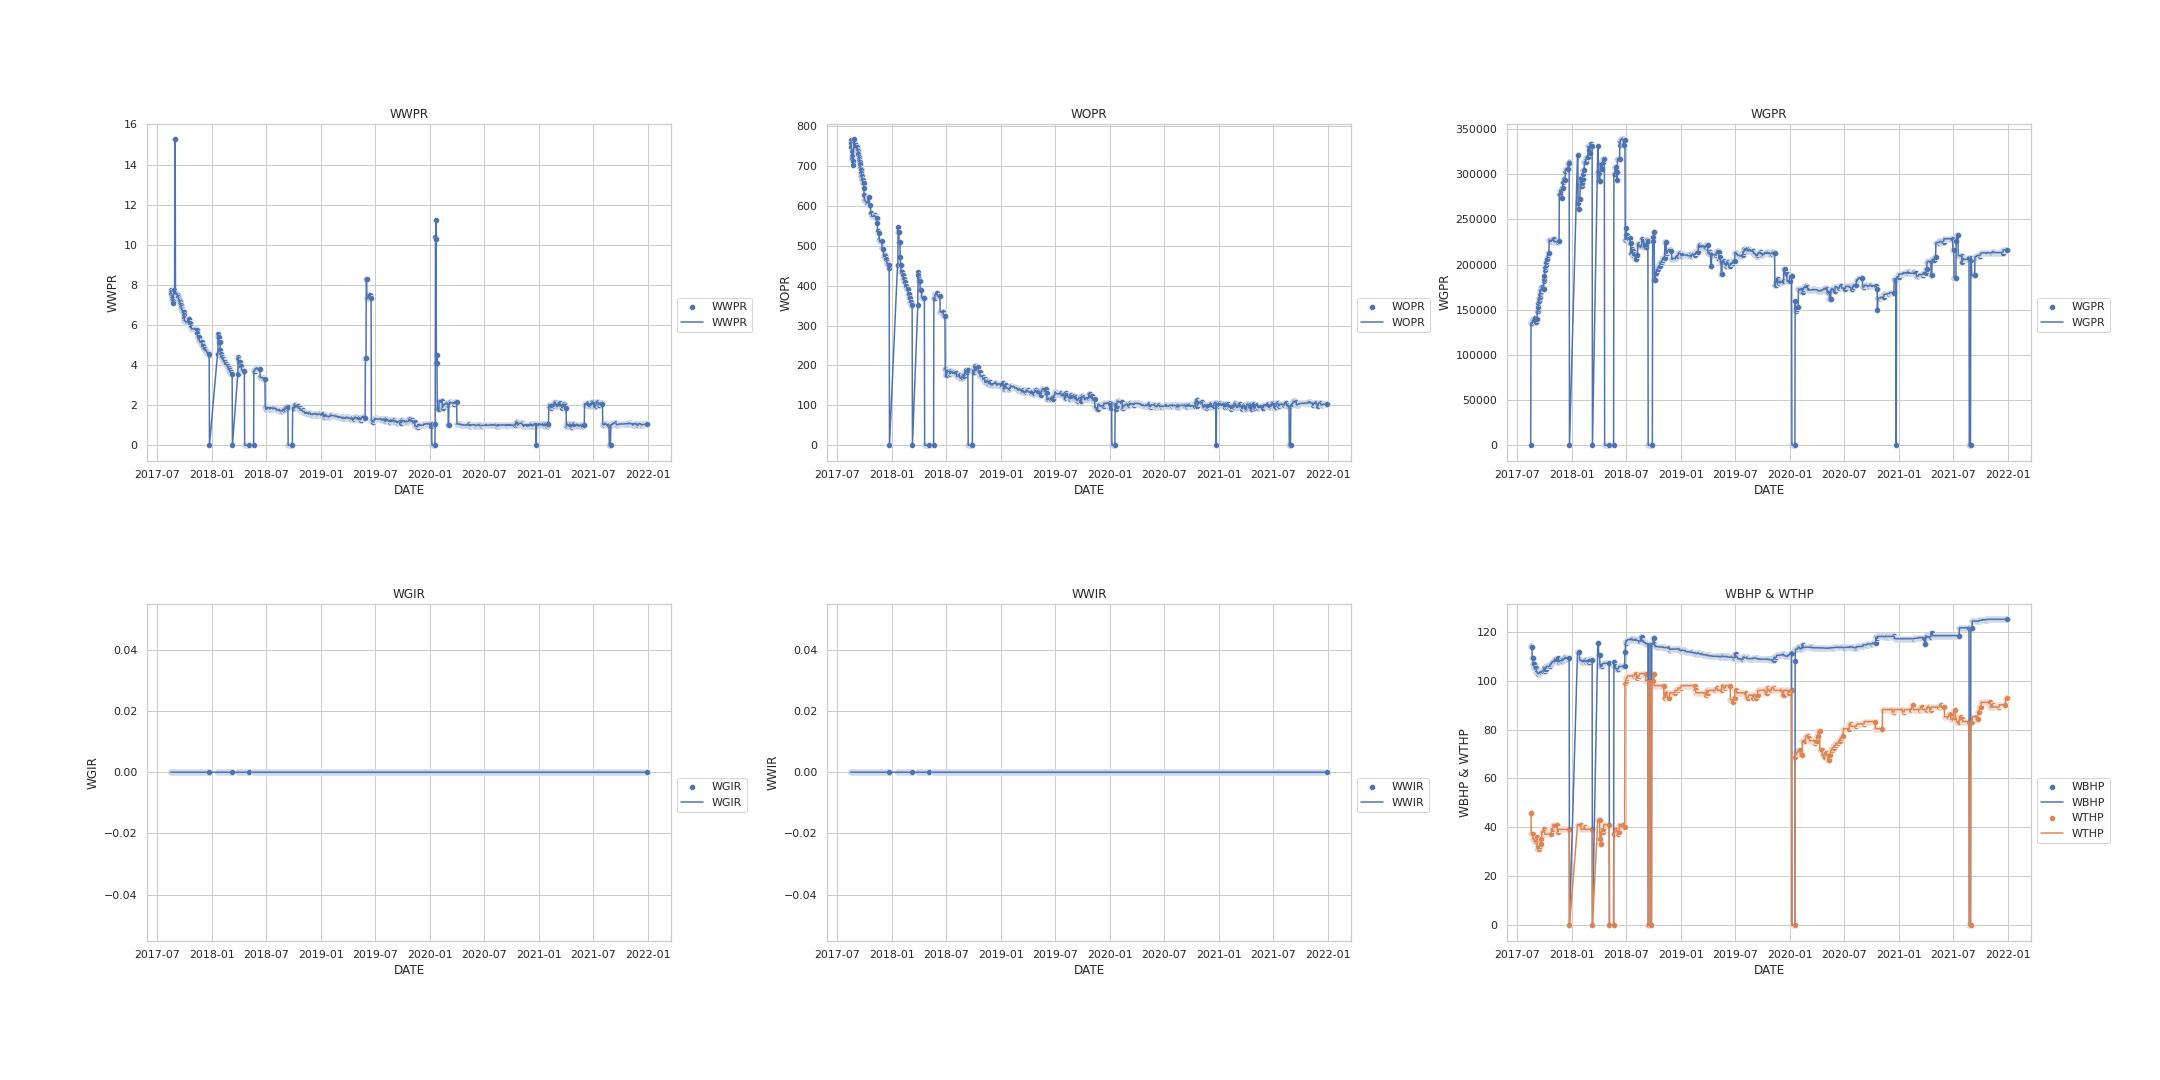 WWPR
16
14
12
10
8
6
4
2
0
WWPR
2017-07 2018-01 2018-07 2019-01 2019-07 2020-01 2020-07 2021-01 2021-07 2022-01
DATE
WWPR
WWPR
WOPR
800
700
600
500
400
300
200
100
0
WOPR
2017-07 2018-01 2018-07 2019-01 2019-07 2020-01 2020-07 2021-01 2021-07 2022-01
DATE
WOPR
WOPR
WGPR
350000
300000
250000
200000
150000
100000
50000
0
WGPR
2017-07 2018-01 2018-07 2019-01 2019-07 2020-01 2020-07 2021-01 2021-07 2022-01
DATE
WGPR
WGPR
WGIR
0.04
0.02
0.00
−0.02
−0.04
WGIR
2017-07 2018-01 2018-07 2019-01 2019-07 2020-01 2020-07 2021-01 2021-07 2022-01
DATE
WGIR
WGIR
WWIR
0.04
0.02
0.00
−0.02
−0.04
WWIR
2017-07 2018-01 2018-07 2019-01 2019-07 2020-01 2020-07 2021-01 2021-07 2022-01
DATE
WWIR
WWIR
WBHP & WTHP
120
100
80
60
40
20
0
WBHP & WTHP
2017-07 2018-01 2018-07 2019-01 2019-07 2020-01 2020-07 2021-01 2021-07 2022-01
DATE
WBHP
WBHP
WTHP
WTHP